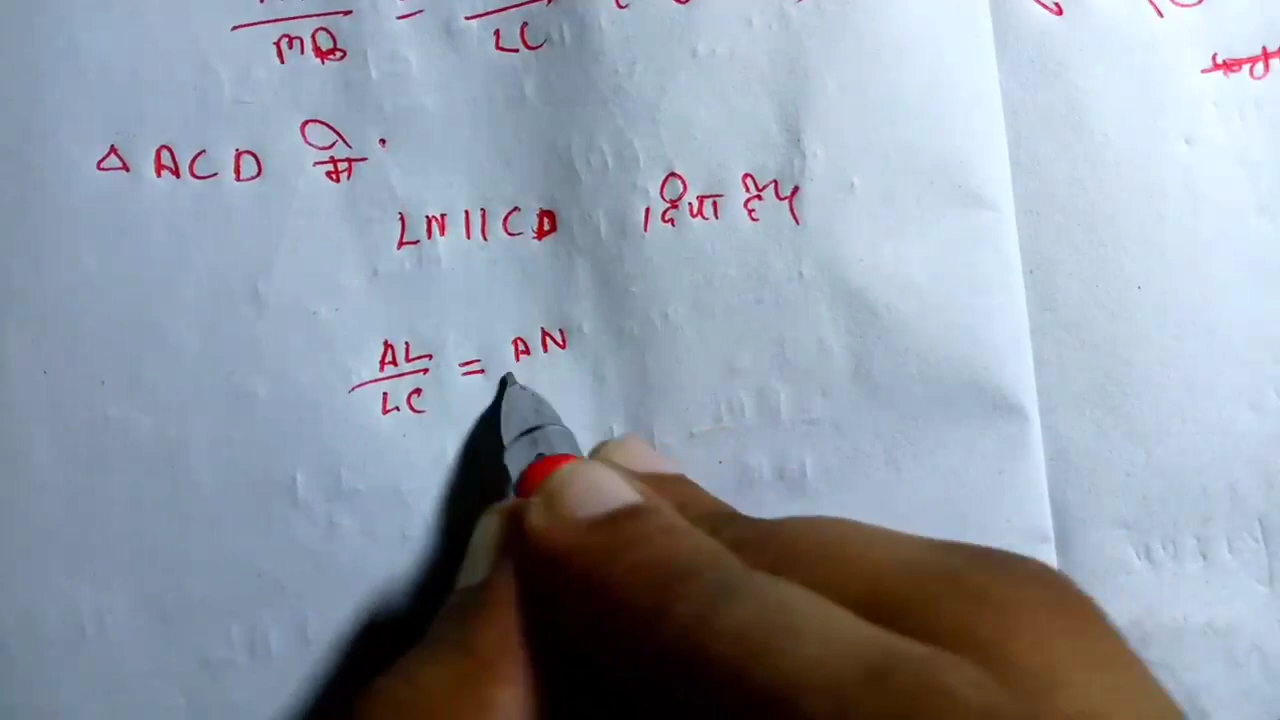 MB = LC
Δ ACD में
LN || CD दिया है
AL = AN
LC